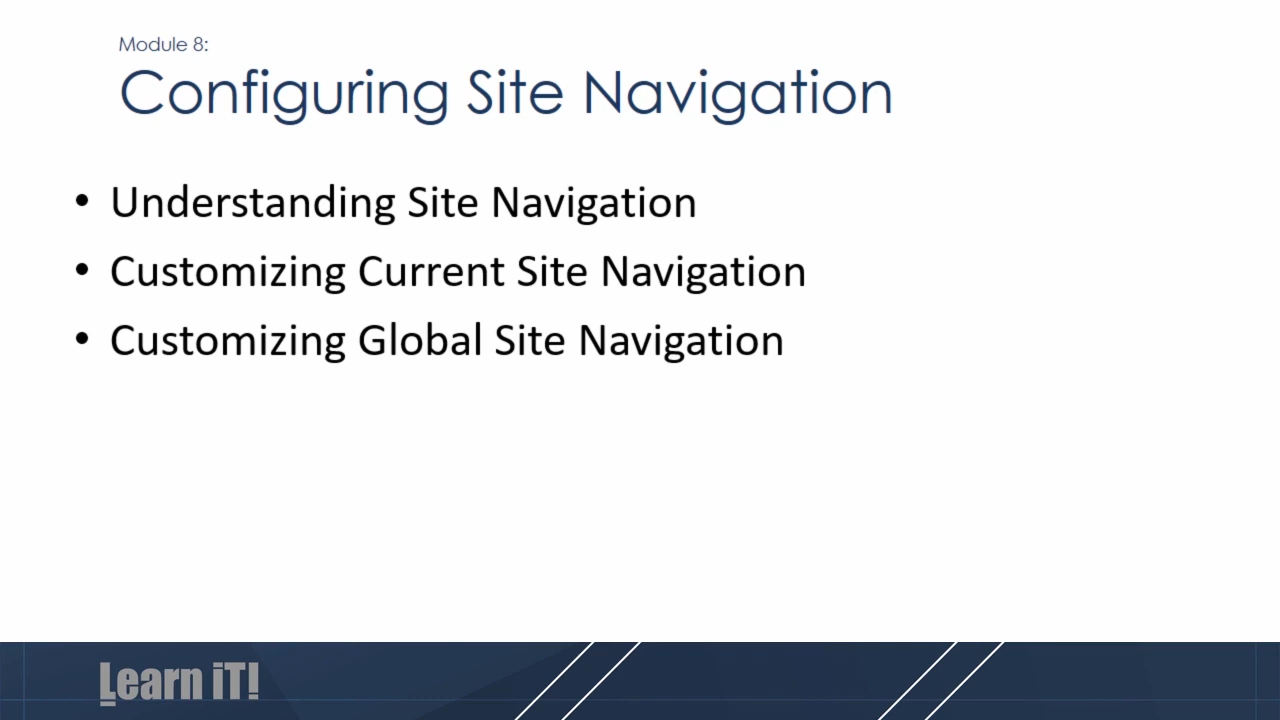 Module 8:
Configuring Site Navigation
• Understanding Site Navigation
• Customizing Current Site Navigation
• Customizing Global Site Navigation
Learn iT!